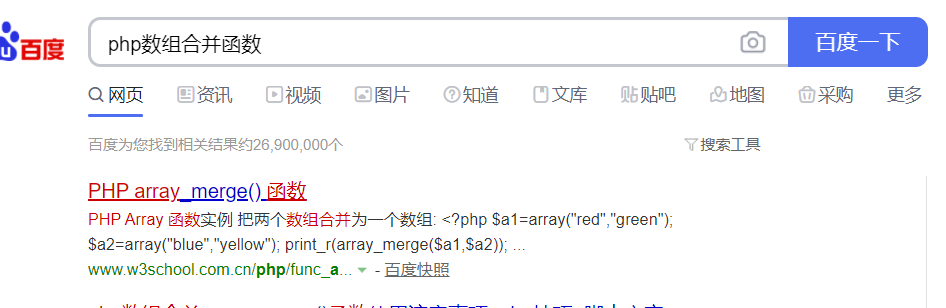 百度
php数组合并函数
百度一下
网页 资讯 视频 图片 知道 文库 贴吧 地图 采购 更多
百度为您找到相关结果约26,900,000个
搜索工具
PHP array_merge() 函数
PHP Array 函数实例 把两个数组合并为一个数组: <?php $a1=array("red","green");
$a2=array("blue","yellow"); print_r(array_merge($a1,$a2)); ...
www.w3school.com.cn/php/func_a... - 百度快照